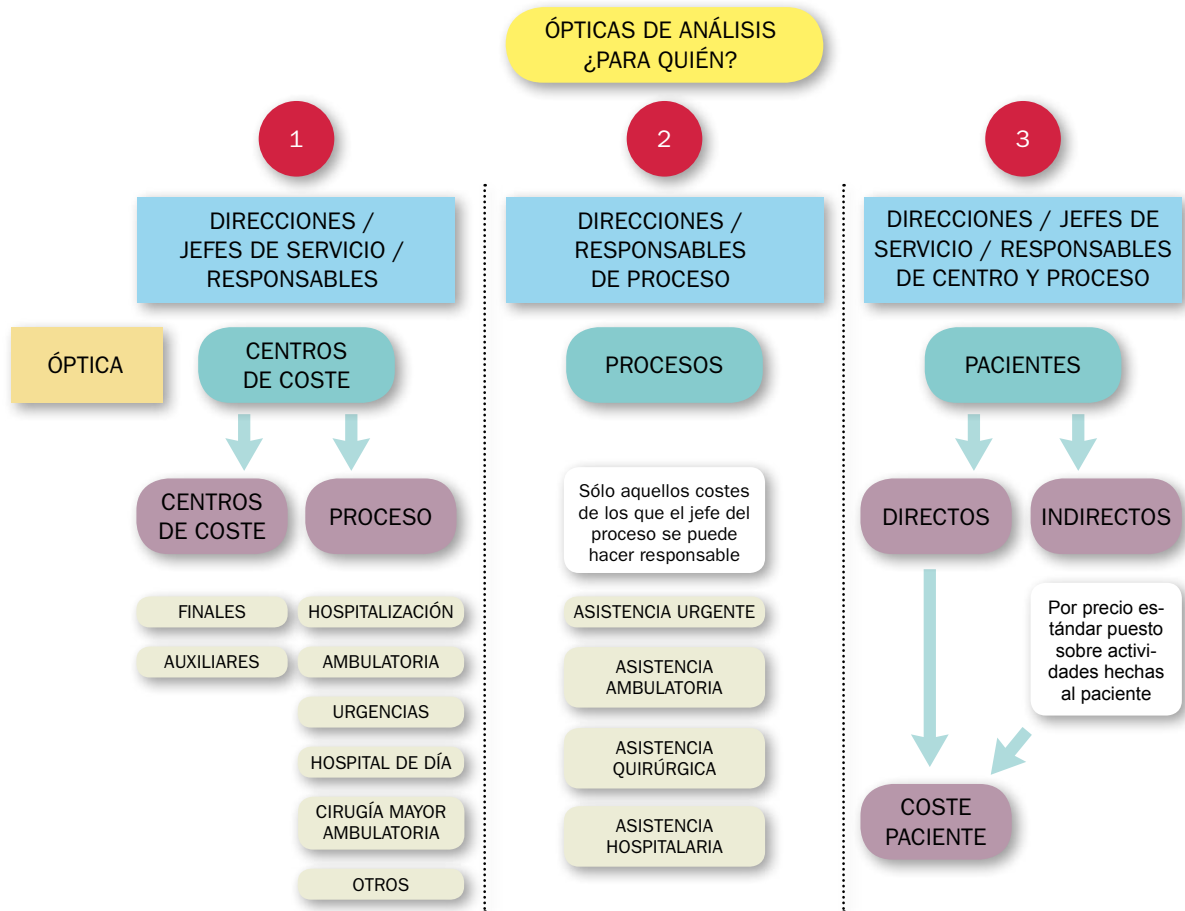 ÓPTICAS DE ANÁLISIS
¿PARA QUIÉN?
1
2
3
DIRECCIONES /
JEFES DE SERVICIO /
RESPONSABLES
DIRECCIONES /
RESPONSABLES
DE PROCESO
DIRECCIONES / JEFES DE
SERVICIO / RESPONSABLES
DE CENTRO Y PROCESO
ÓPTICA
CENTROS
DE COSTE
PROCESOS
PACIENTES
CENTROS
DE COSTE
PROCESO
Sólo aquellos costes
de los que el jefe del
proceso se puede
hacer responsable
DIRECTOS
INDIRECTOS
FINALES
AUXILIARES
HOSPITALIZACIÓN
AMBULATORIA
URGENCIAS
HOSPITAL DE DÍA
CIRUGÍA MAYOR
AMBULATORIA
OTROS
ASISTENCIA URGENTE
ASISTENCIA
AMBULATORIA
ASISTENCIA
QUIRÚRGICA
ASISTENCIA
HOSPITALARIA
Por precio es-
tándar puesto
sobre activi-
dades hechas
al paciente
COSTE
PACIENTE